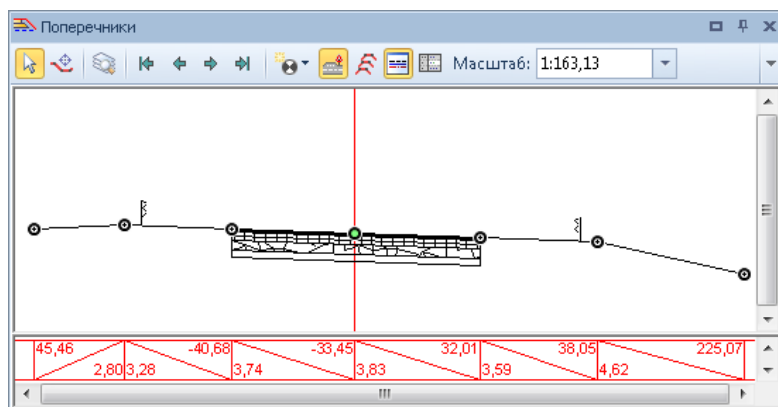 Поперечники
Масштаб: 1:163,13
45,46 -40,68 -33,45 32,01 38,05 225,07
2,80 3,28 3,74 3,83 3,59 4,62